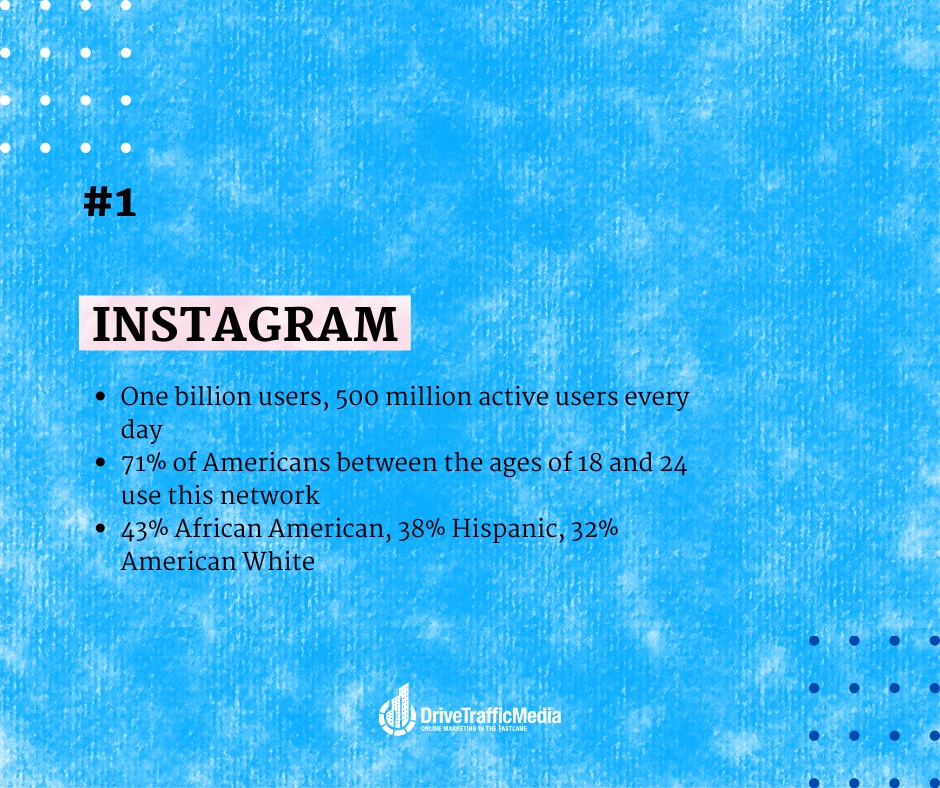 #1
INSTAGRAM
• One billion users, 500 million active users every
day
• 71% of Americans between the ages of 18 and 24
use this network
• 43% African American, 38% Hispanic, 32%
American White
DriveTrafficMedia
ONLINE MARKETING IN THE FASTLANE